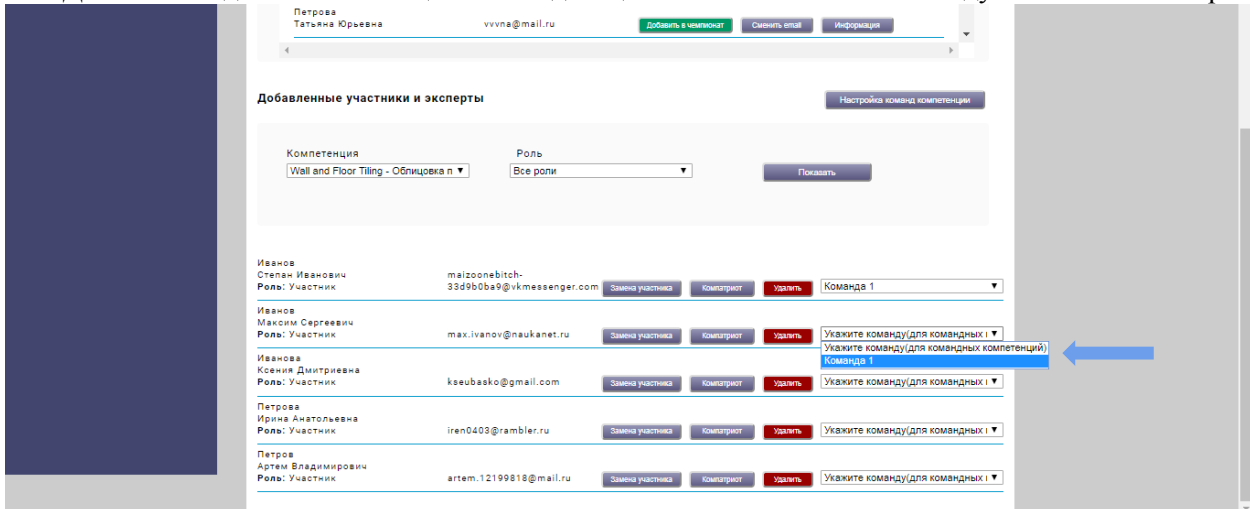 Петрова
Татьяна Юрьевна vvvna@mail.ru Добавить в чемпионат Сменить email Информация
Добавленные участники и эксперты Настройка команд компетенции
Компетенция Роль
Wall and Floor Tiling - Облицовка п Все роли Показать
Иванов
Степан Иванович maizoonebitch-
Роль: Участник 33d9b0ba9@vkmessenger.com Замена участника Компатриот Удалить Команда 1
Иванов
Максим Сергеевич
Роль: Участник max.ivanov@naukanet.ru Замена участника Компатриот Удалить Укажите команду(для командных
Укажите команду(для командных компетенций)
Иванова
Команда 1
Ксения Дмитриевна
Роль: Участник kseubasko@gmail.com Замена участника Компатриот Удалить Укажите команду(для командных
Петрова
Ирина Анатольевна
Роль: Участник iren0403@rambler.ru Замена участника Компатриот Удалить Укажите команду(для командных
Петров
Артем Владимирович
Роль: Участник artem.12199818@mail.ru Замена участника Компатриот Удалить Укажите команду(для командных